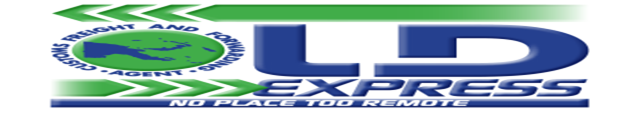 CUSTOMS FREIGHT AND FORWARDING
• AGENT •
LD
EXPRESS
NO PLACE TOO REMOTE